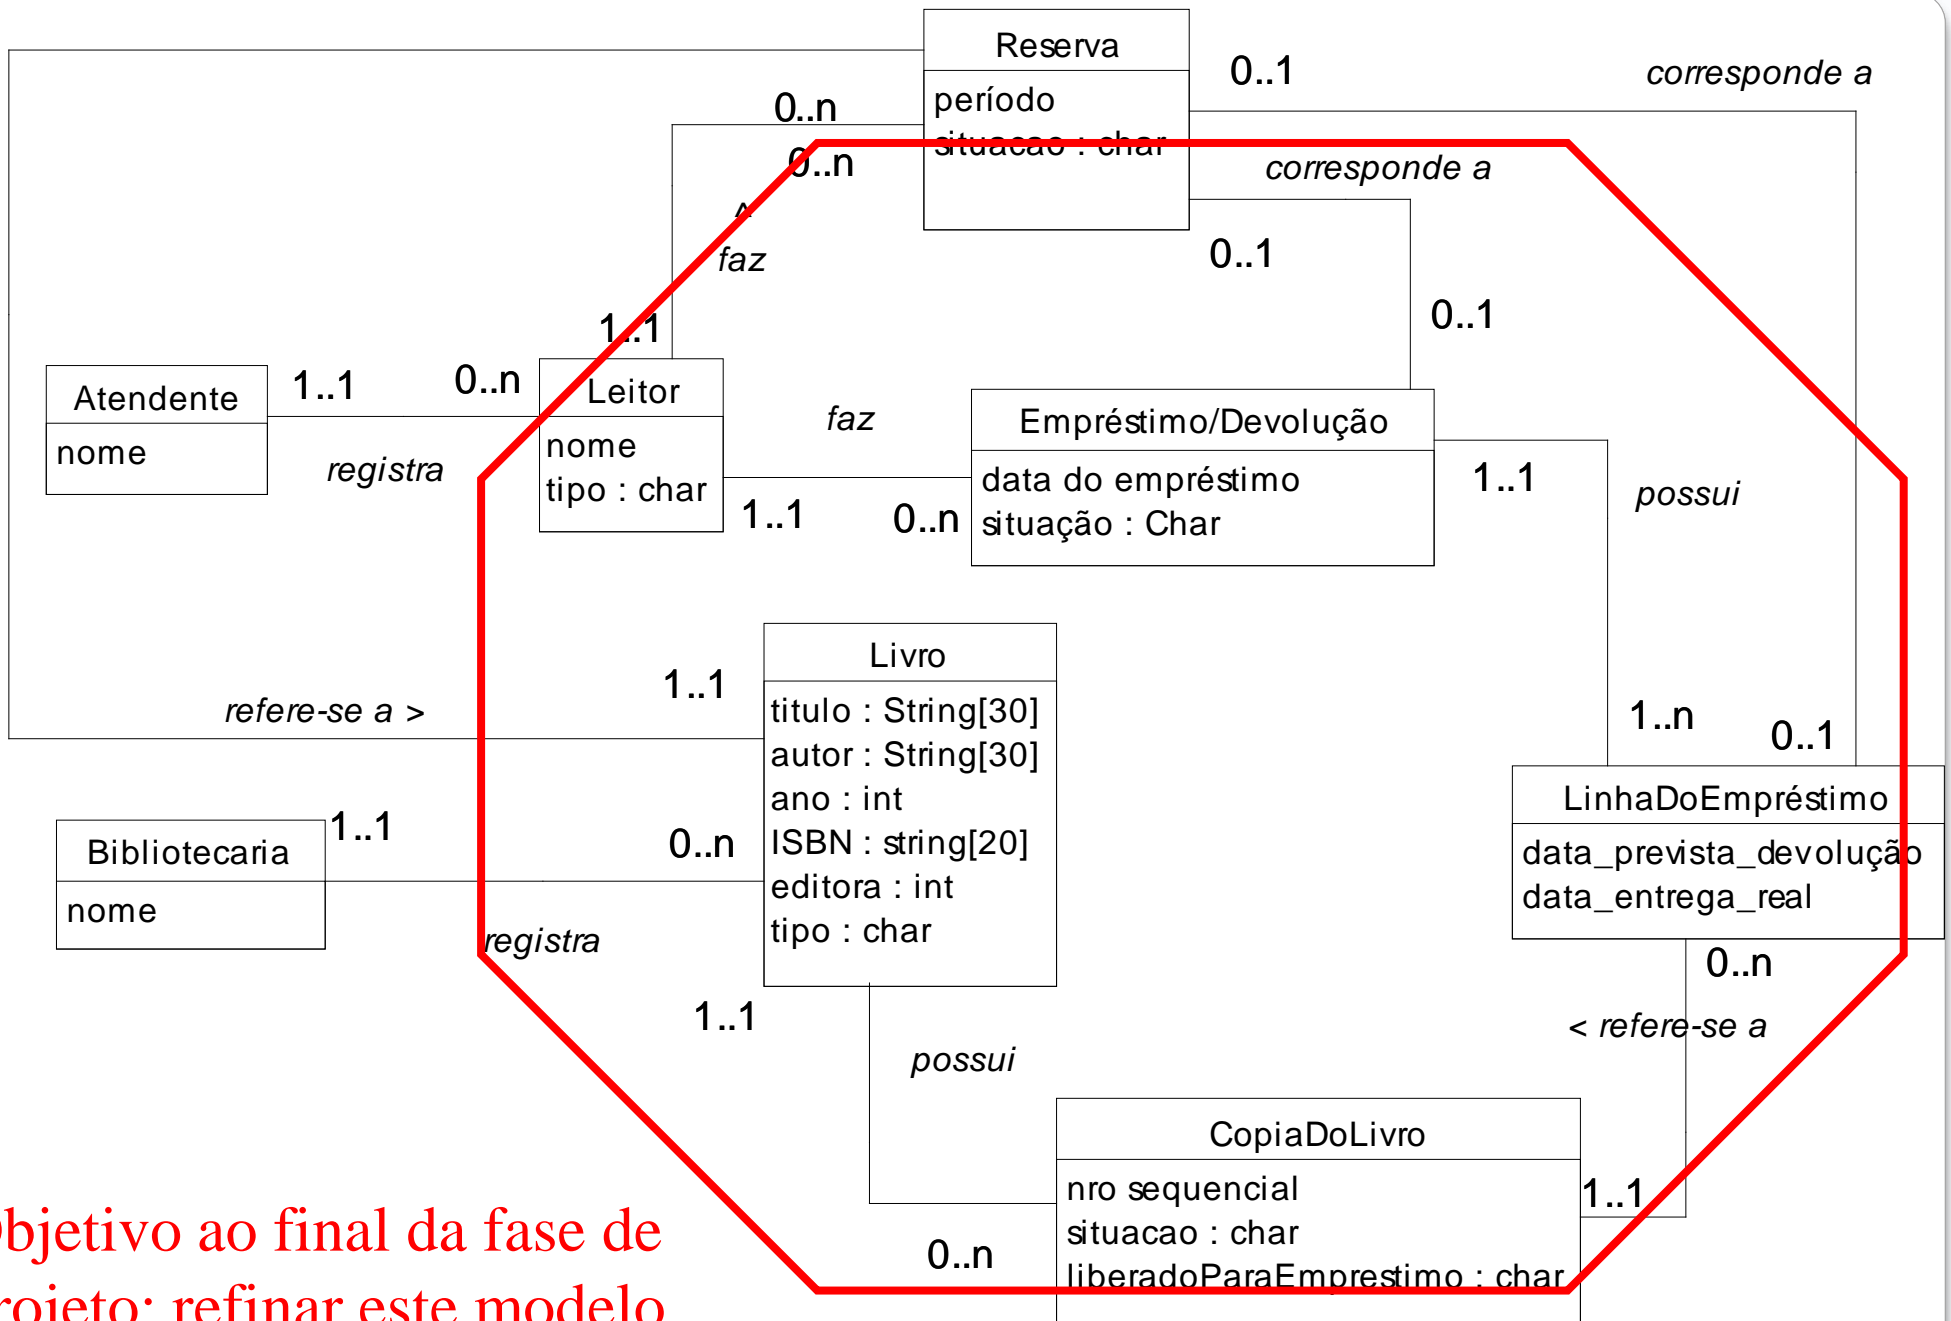 Reserva
0..1
corresponde a
período
0..n
situacao : char
0..n
corresponde a
^
faz
0..1
0..1
1..1
Atendente
1..1
0..n
Leitor
faz
Empréstimo/Devolução
nome
registra
nome
tipo : char
1..1
0..n
data do empréstimo
situação : Char
1..1
possui
Livro
1..1
refere-se a >
titulo : String[30]
autor : String[30]
ano : int
ISBN : string[20]
editora : int
tipo : char
1..n
0..1
Bibliotecaria
1..1
0..n
nome
registra
LinhaDoEmpréstimo
data_prevista_devolução
data_entrega_real
0..n
1..1
possui
< refere-se a
CopiaDoLivro
nro sequencial
situacao : char
liberadoParaEmprestimo : char
1..1
0..n
bjetivo ao final da fase de
rojeto: refinar este modelo